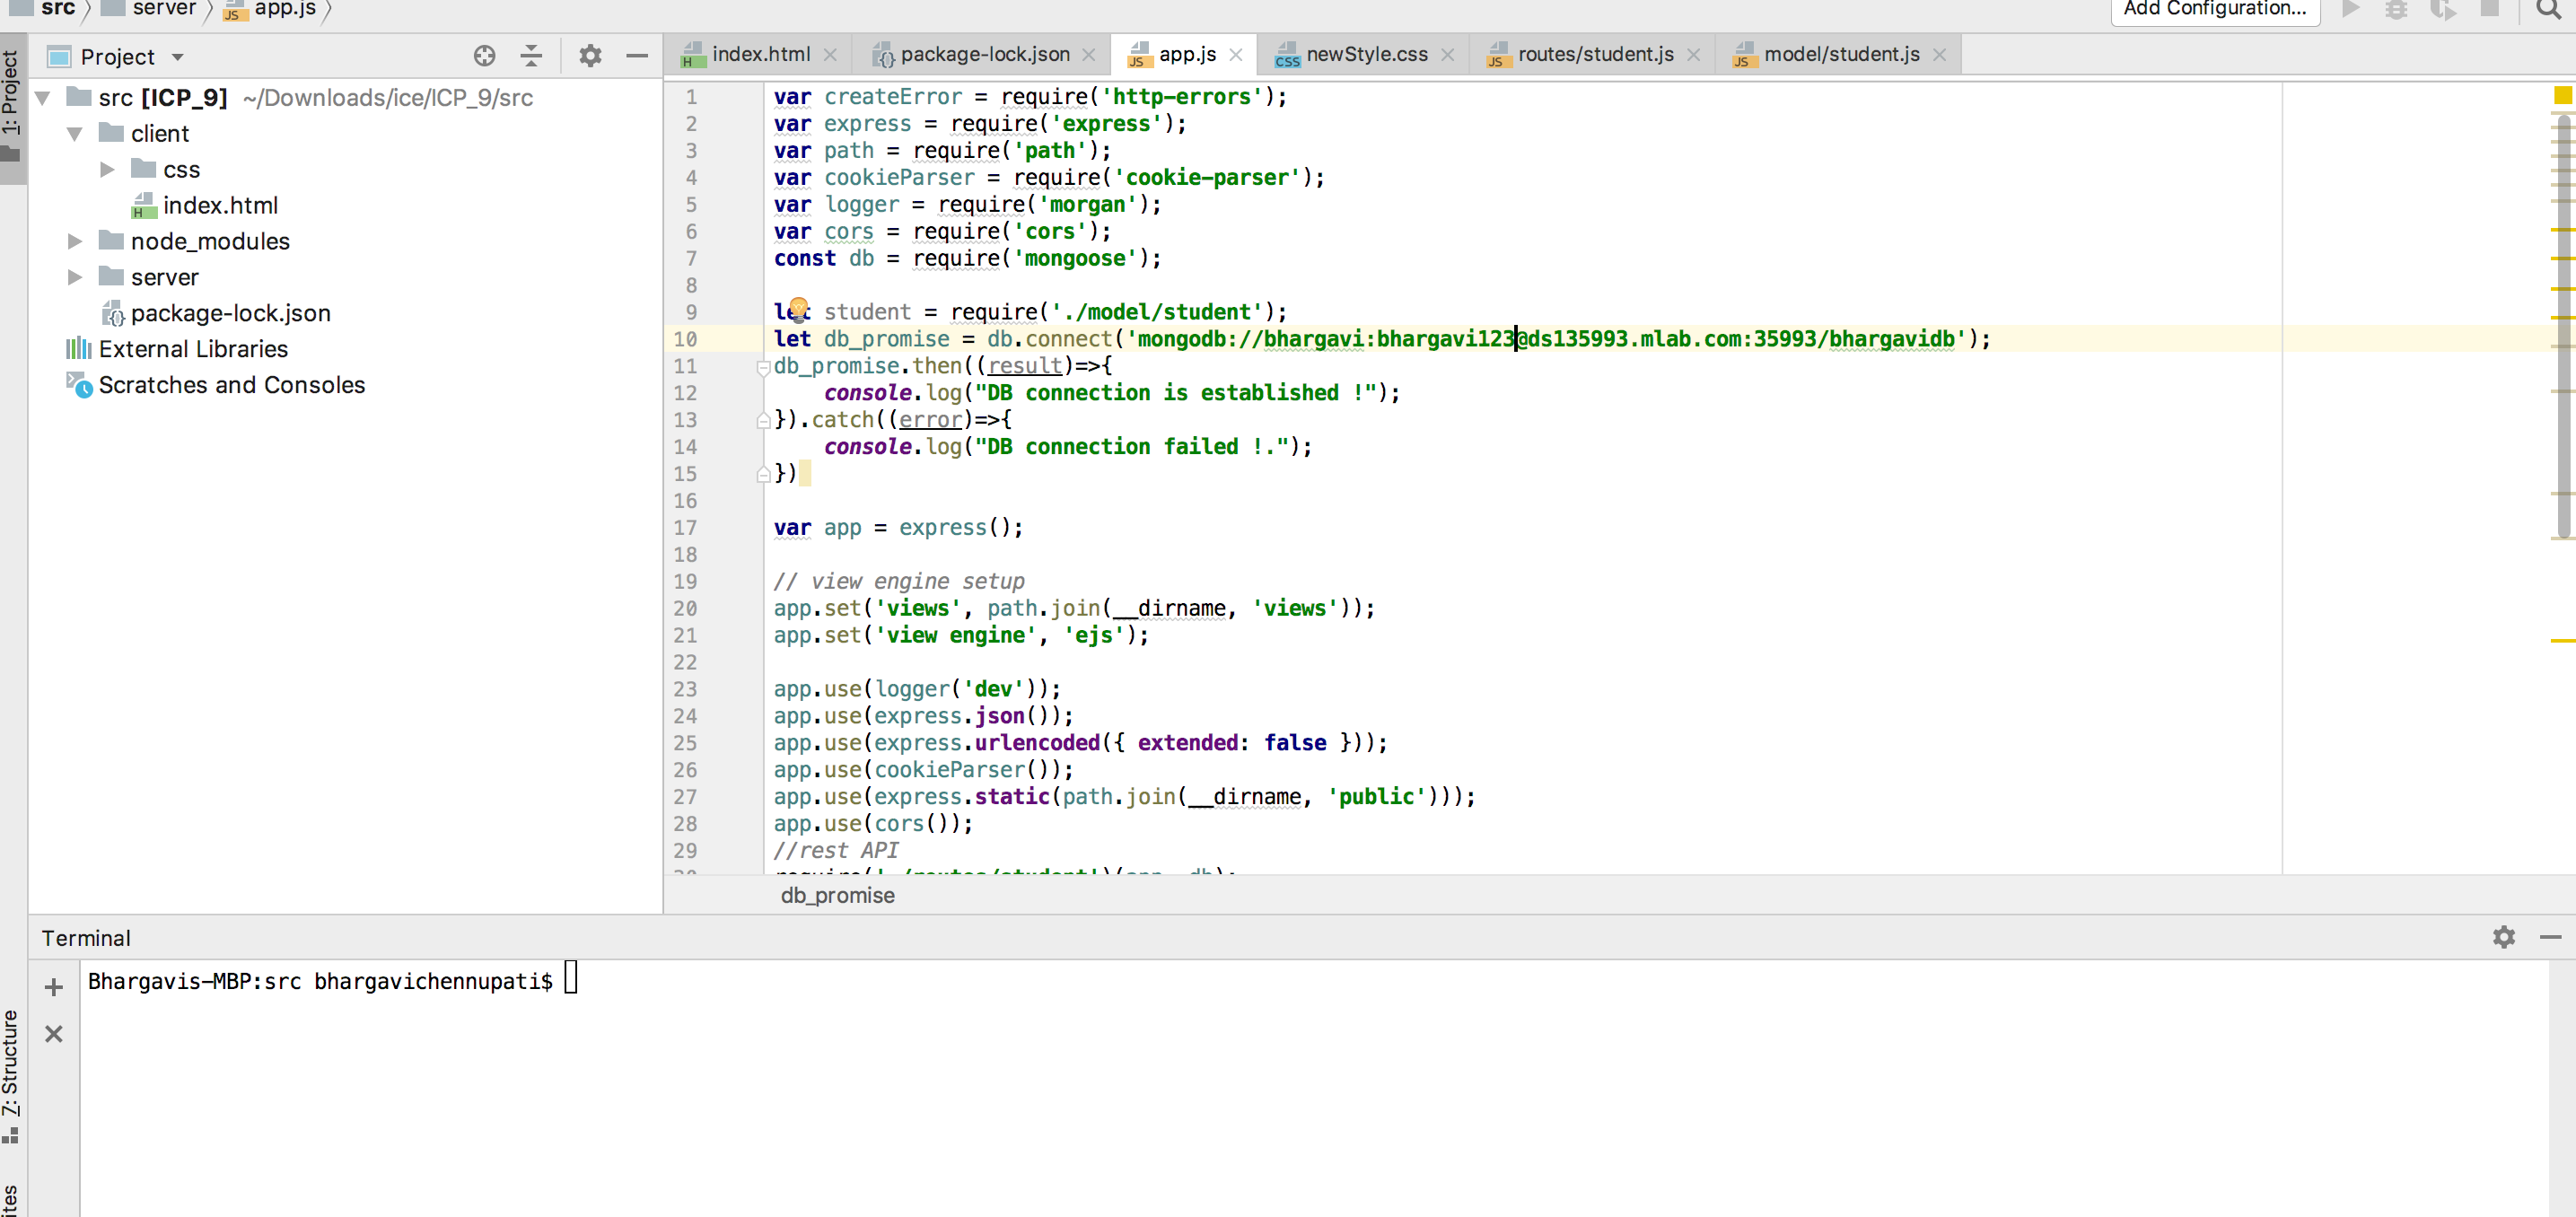 src server app.js
Add Configuration...
1: Project
Project
index.html package-lock.json app.js newStyle.css routes/student.js model/student.js
src [ICP_9] ~/Downloads/ice/ICP_9/src
client
css
index.html
node_modules
server
package-lock.json
External Libraries
Scratches and Consoles
1 var createError = require('http-errors');
2 var express = require('express');
3 var path = require('path');
4 var cookieParser = require('cookie-parser');
5 var logger = require('morgan');
6 var cors = require('cors');
7 const db = require('mongoose');
8
9 let student = require('./model/student');
10 let db_promise = db.connect('mongodb://bhargavi:bhargavi123@ds135993.mlab.com:35993/bhargavidb');
11 db_promise.then((result)=>{
12 console.log("DB connection is established !");
13 }).catch((error)=>{
14 console.log("DB connection failed !.");
15 })
16
17 var app = express();
18
19 // view engine setup
20 app.set('views', path.join(__dirname, 'views'));
21 app.set('view engine', 'ejs');
22
23 app.use(logger('dev'));
24 app.use(express.json());
25 app.use(express.urlencoded({ extended: false }));
26 app.use(cookieParser());
27 app.use(express.static(path.join(__dirname, 'public')));
28 app.use(cors());
29 //rest API
30 require('./routes/student')(app, db);
db_promise
Terminal
Bhargavis-MBP:src bhargavichennupati$
7: Structure